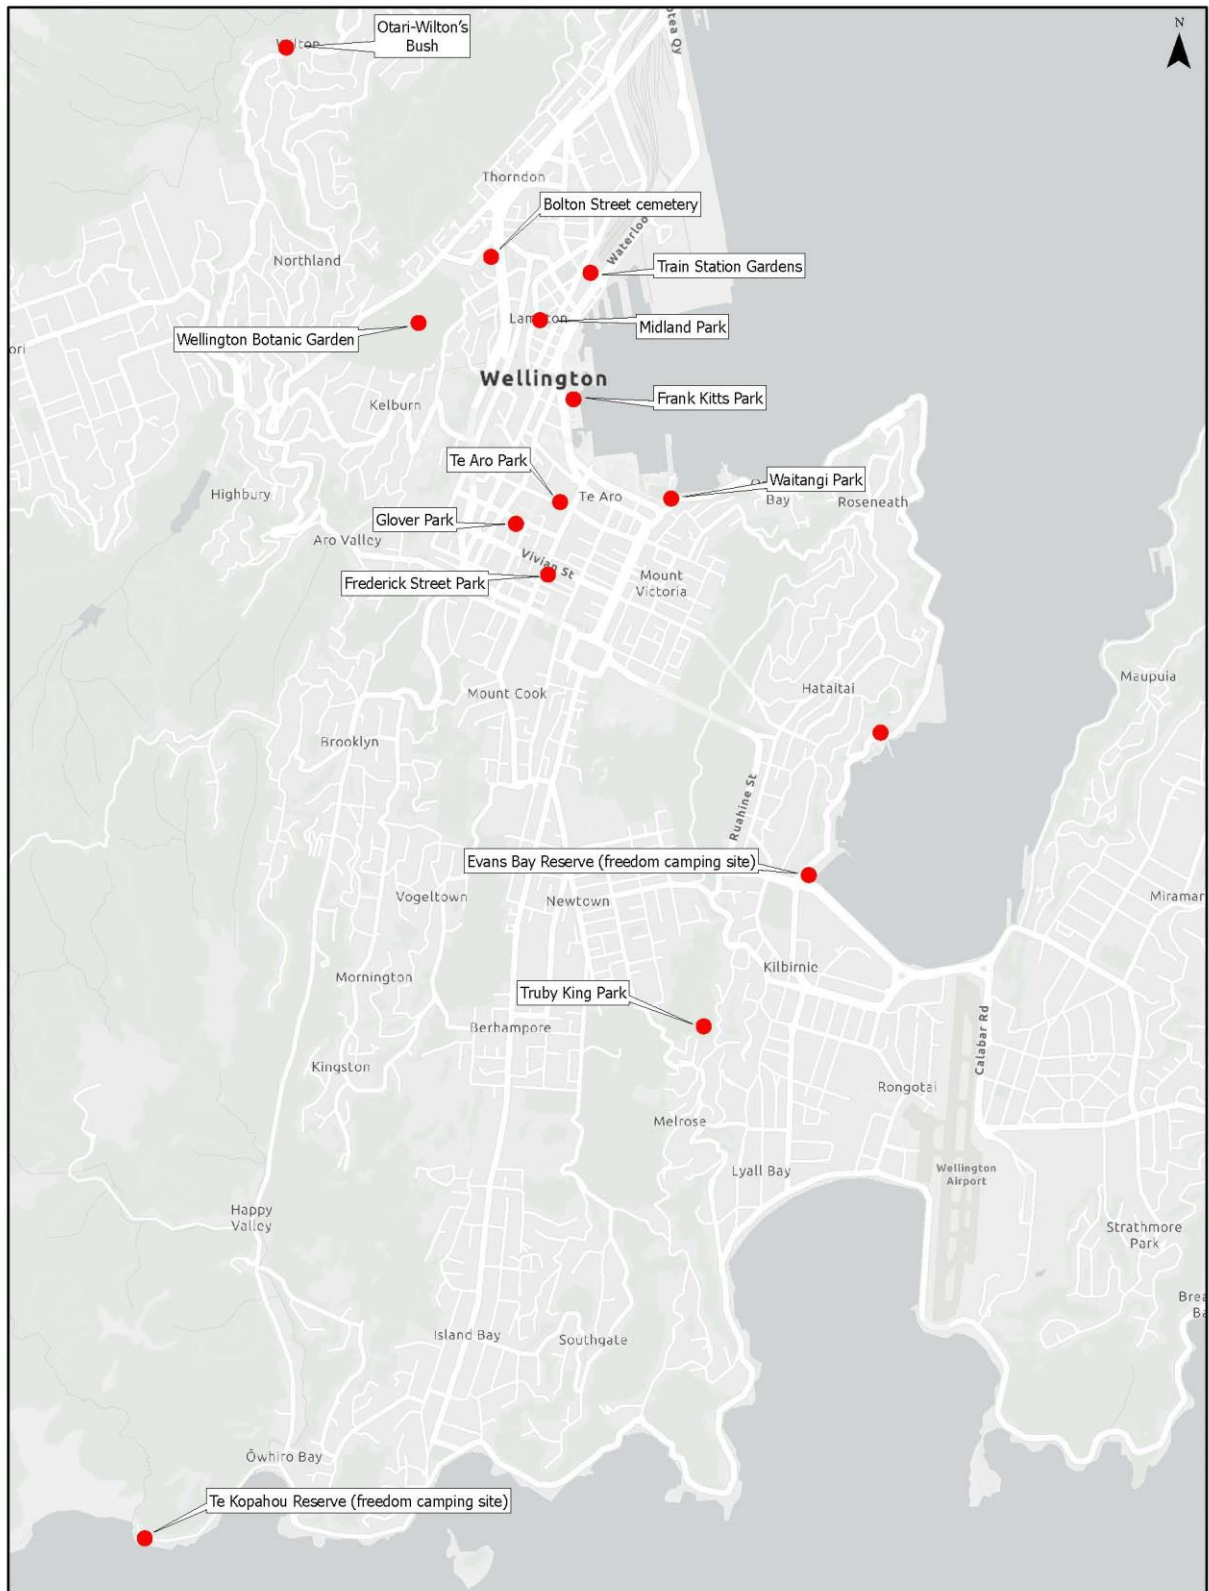 Otari-Wilton's
Bush
N
Thorndon
Bolton Street cemetery
Waterloo
Northland
Train Station Gardens
Midland Park
Wellington Botanic Garden
Wellington
Frank Kitts Park
Kelburn
Te Aro Park
Te Aro
Waitangi Park
Bay
Roseneath
Highbury
Glover Park
Aro Valley
Vivian St
Frederick Street Park
Mount
Victoria
Maupuia
Hataitai
Mount Cook
Brooklyn
Ruahine St
Evans Bay Reserve (freedom camping site)
Vogeltown
Newtown
Miramar
Kilbirnie
Mornington
Truby King Park
Berhampore
Calabar Rd
Kingston
Rongotai
Melrose
Lyall Bay
Wellington
Airport
Happy
Valley
Strathmore
Park
Island Bay
Southgate
Ōwhiro Bay
Te Kopahou Reserve (freedom camping site)